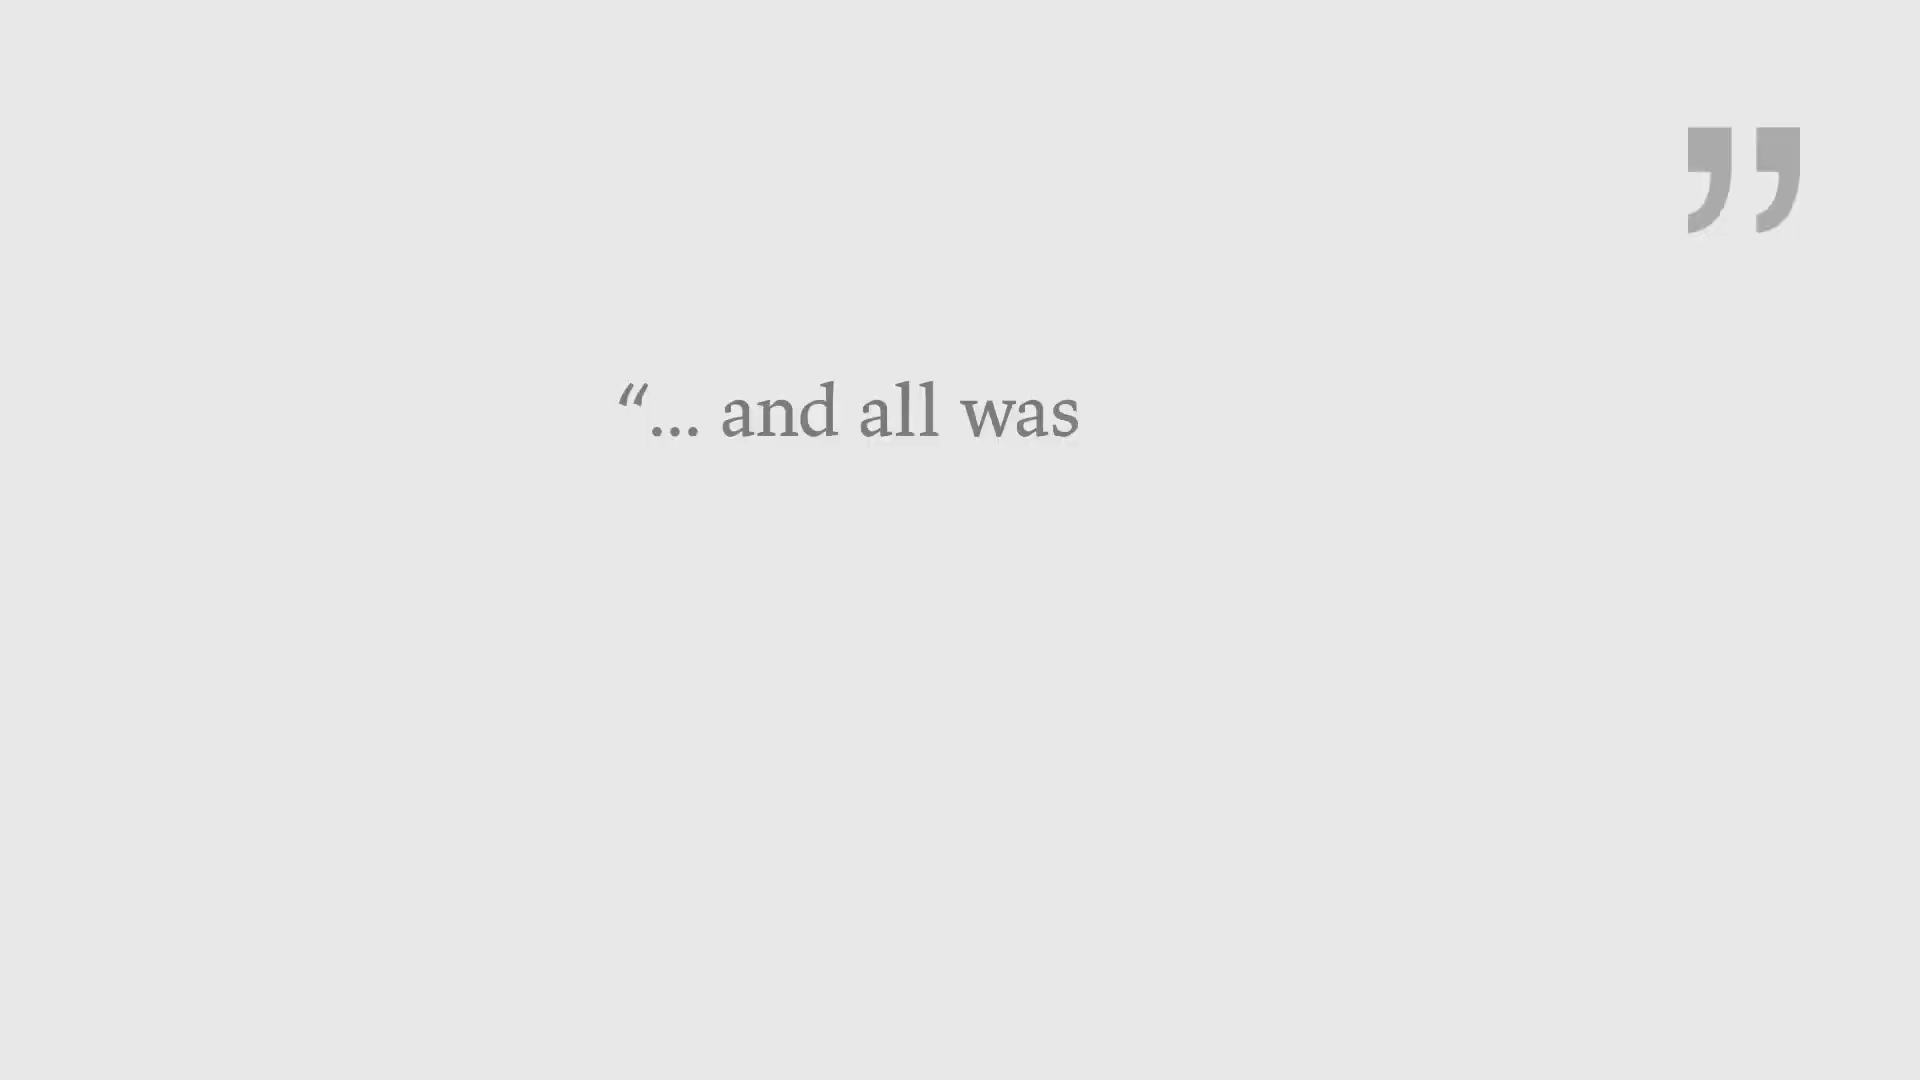 ”
“... and all was